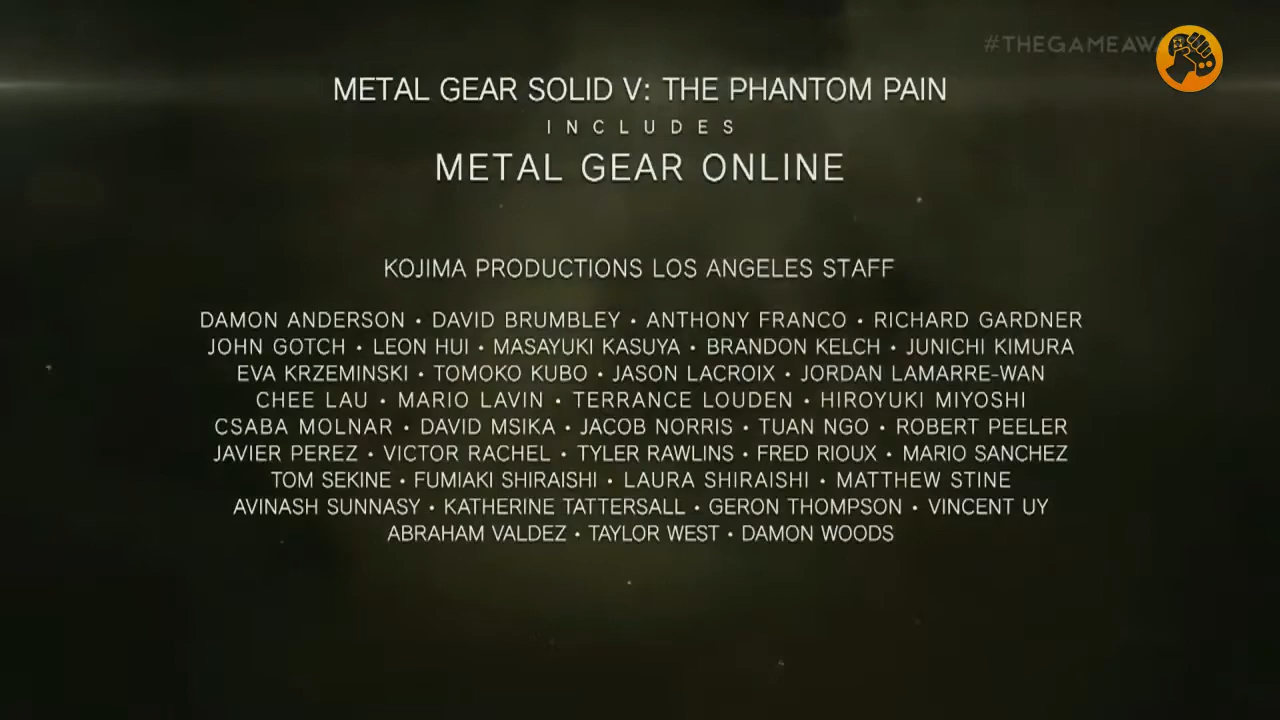 #THEGAMEAW
METAL GEAR SOLID V: THE PHANTOM PAIN
INCLUDES
METAL GEAR ONLINE
KOJIMA PRODUCTIONS LOS ANGELES STAFF
DAMON ANDERSON • DAVID BRUMBLEY • ANTHONY FRANCO • RICHARD GARDNER
JOHN GOTCH • LEON HUI • MASAYUKI KASUYA • BRANDON KELCH • JUNICHI KIMURA
EVA KRZEMINSKI • TOMOKO KUBO • JASON LACROIX • JORDAN LAMARRE-WAN
CHEE LAU • MARIO LAVIN • TERRANCE LOUDEN • HIROYUKI MIYOSHI
CSABA MOLNAR • DAVID MSIKA • JACOB NORRIS • TUAN NGO • ROBERT PEELER
JAVIER PEREZ • VICTOR RACHEL • TYLER RAWLINS • FRED RIOUX • MARIO SANCHEZ
TOM SEKINE • FUMIAKI SHIRAISHI • LAURA SHIRAISHI • MATTHEW STINE
AVINASH SUNNASY • KATHERINE TATTERSALL • GERON THOMPSON • VINCENT UY
ABRAHAM VALDEZ • TAYLOR WEST • DAMON WOODS